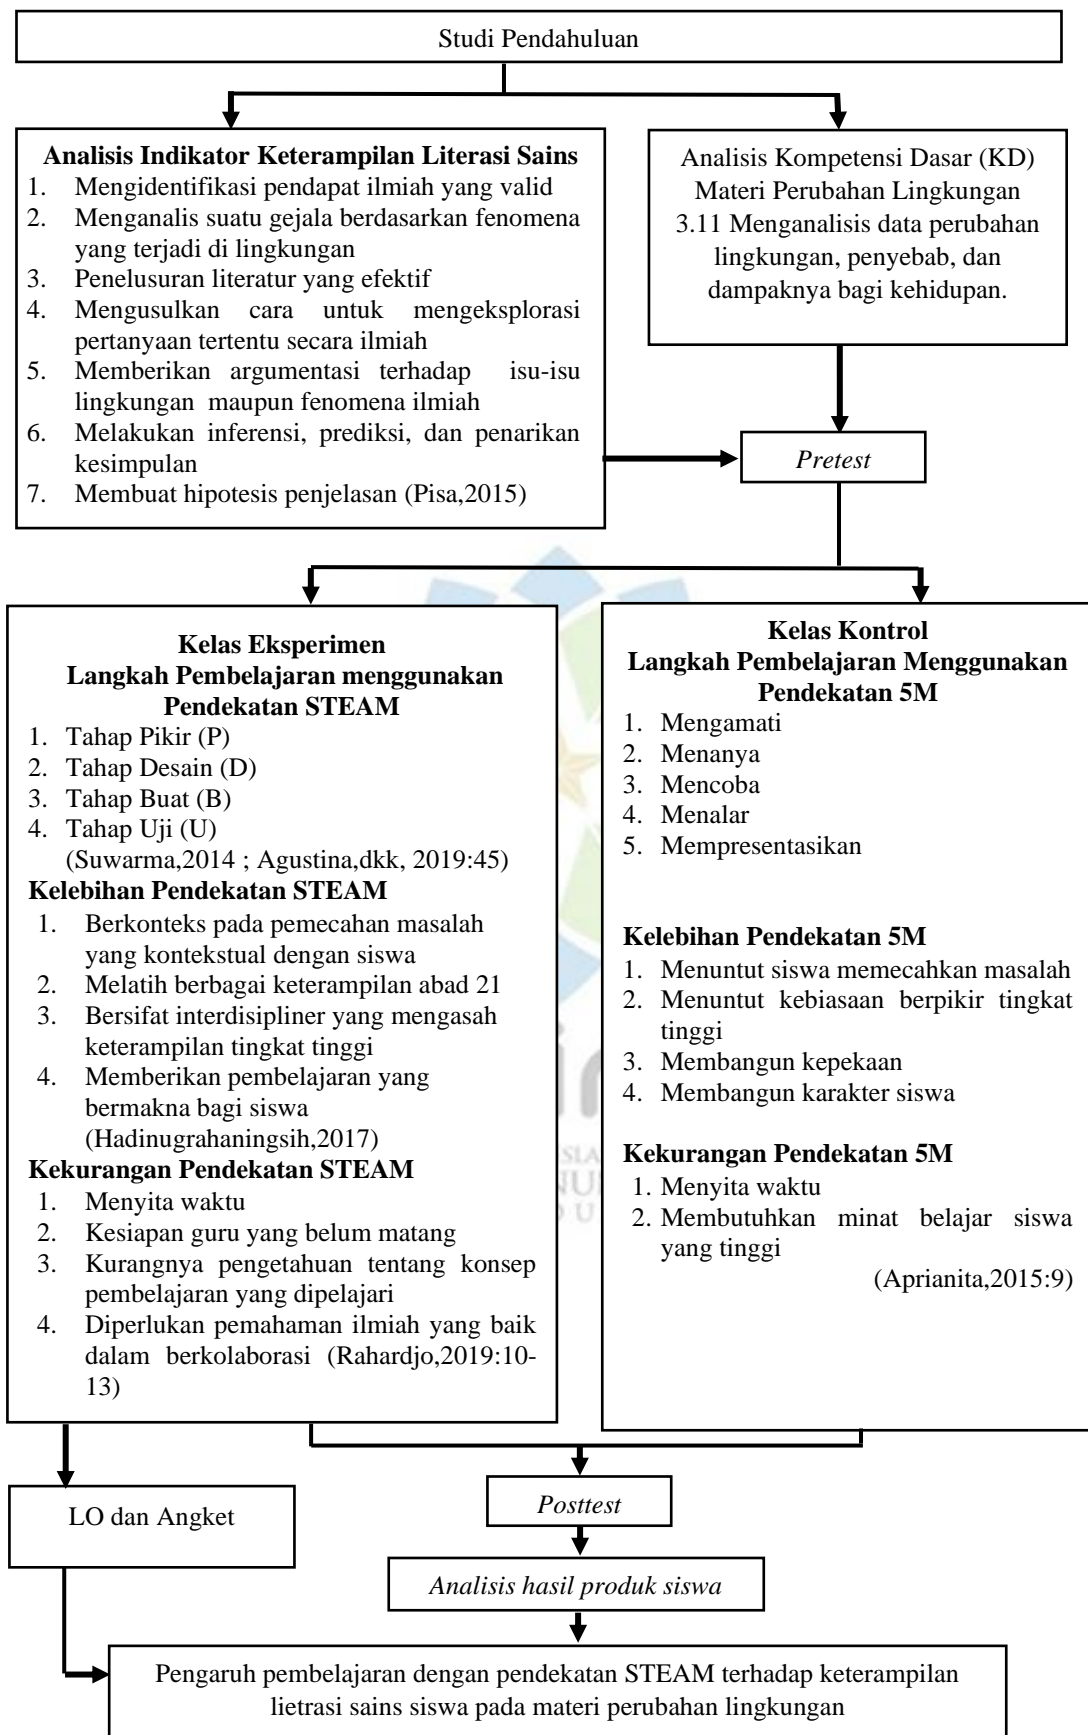 Studi Pendahuluan
Analisis Indikator Keterampilan Literasi Sains
1. Mengidentifikasi pendapat ilmiah yang valid
2. Menganalis suatu gejala berdasarkan fenomena
yang terjadi di lingkungan
3. Penelusuran literatur yang efektif
4. Mengusulkan cara untuk mengeksplorasi
pertanyaan tertentu secara ilmiah
5. Memberikan argumentasi terhadap isu-isu
lingkungan maupun fenomena ilmiah
6. Melakukan inferensi, prediksi, dan penarikan
kesimpulan
7. Membuat hipotesis penjelasan (Pisa,2015)
Analisis Kompetensi Dasar (KD)
Materi Perubahan Lingkungan
3.11 Menganalisis data perubahan
lingkungan, penyebab, dan
dampaknya bagi kehidupan.
Pretest
Kelas Eksperimen
Langkah Pembelajaran menggunakan
Pendekatan STEAM
1. Tahap Pikir (P)
2. Tahap Desain (D)
3. Tahap Buat (B)
4. Tahap Uji (U)
(Suwarma,2014 ; Agustina,dkk, 2019:45)
Kelebihan Pendekatan STEAM
1. Berkonteks pada pemecahan masalah
yang kontekstual dengan siswa
2. Melatih berbagai keterampilan abad 21
3. Bersifat interdisipliner yang mengasah
keterampilan tingkat tinggi
4. Memberikan pembelajaran yang
bermakna bagi siswa
(Hadinugrahaningsih,2017)
Kekurangan Pendekatan STEAM
1. Menyita waktu
2. Kesiapan guru yang belum matang
3. Kurangnya pengetahuan tentang konsep
pembelajaran yang dipelajari
4. Diperlukan pemahaman ilmiah yang baik
dalam berkolaborasi (Rahardjo,2019:10-
13)
Kelas Kontrol
Langkah Pembelajaran Menggunakan
Pendekatan 5M
1. Mengamati
2. Menanya
3. Mencoba
4. Menalar
5. Mempresentasikan
Kelebihan Pendekatan 5M
1. Menuntut siswa memecahkan masalah
2. Menuntut kebiasaan berpikir tingkat
tinggi
3. Membangun kepekaan
4. Membangun karakter siswa
Kekurangan Pendekatan 5M
1. Menyita waktu
2. Membutuhkan minat belajar siswa
yang tinggi
(Aprianita,2015:9)
LO dan Angket
Posttest
Analisis hasil produk siswa
Pengaruh pembelajaran dengan pendekatan STEAM terhadap keterampilan
lietrasi sains siswa pada materi perubahan lingkungan